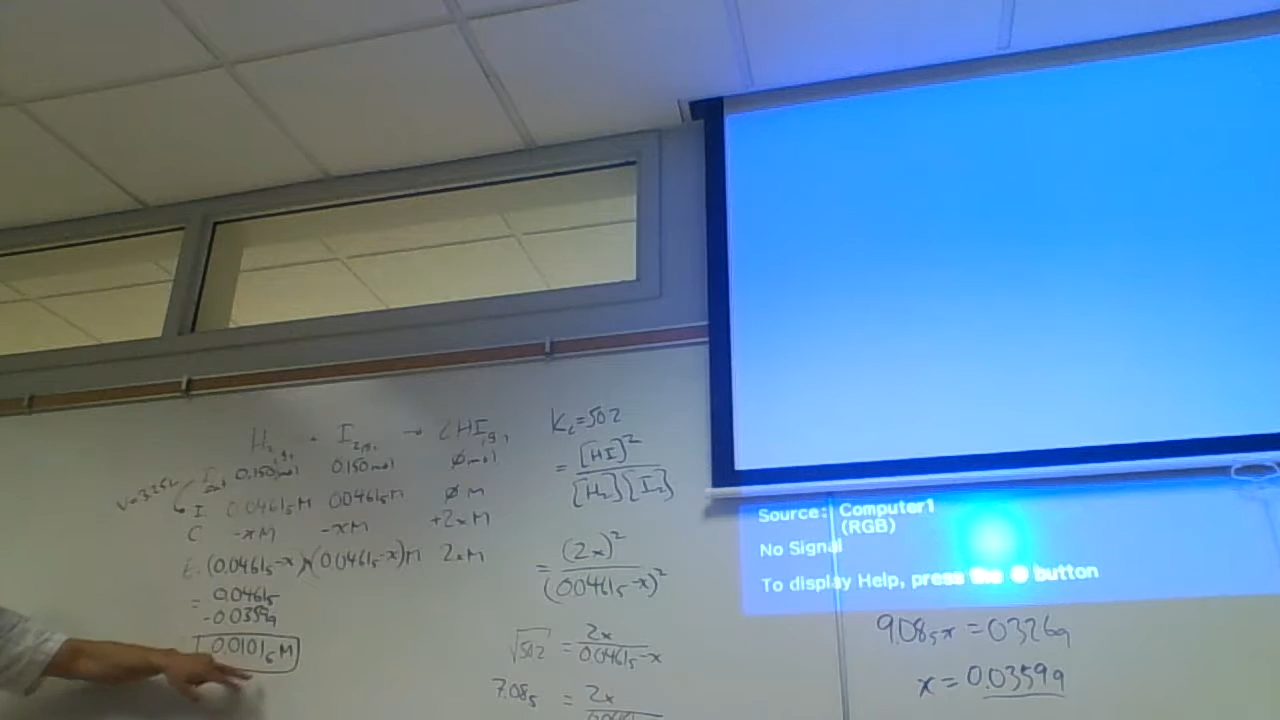 H₂(g) + I₂(g) → 2HI(g)
I 0.150 mol 0.150 mol ∅ mol
V=3.25L
I 0.0461₅M 0.0461₅M ∅ M
C -xM -xM +2xM
E (0.0461₅-x) (0.0461₅-x)M 2xM
= 0.0461₅
-0.0359₉
0.0101₆ M
Kc=50.2
= [HI]²
[H₂][I₂]
= (2x)²
(0.0461₅-x)²
√50.2 = 2x
0.0461₅-x
7.08₅ = 2x
Source: Computer1
(RGB)
No Signal
To display Help, press the button
9.08₅x = 0.326₉
x = 0.0359₉